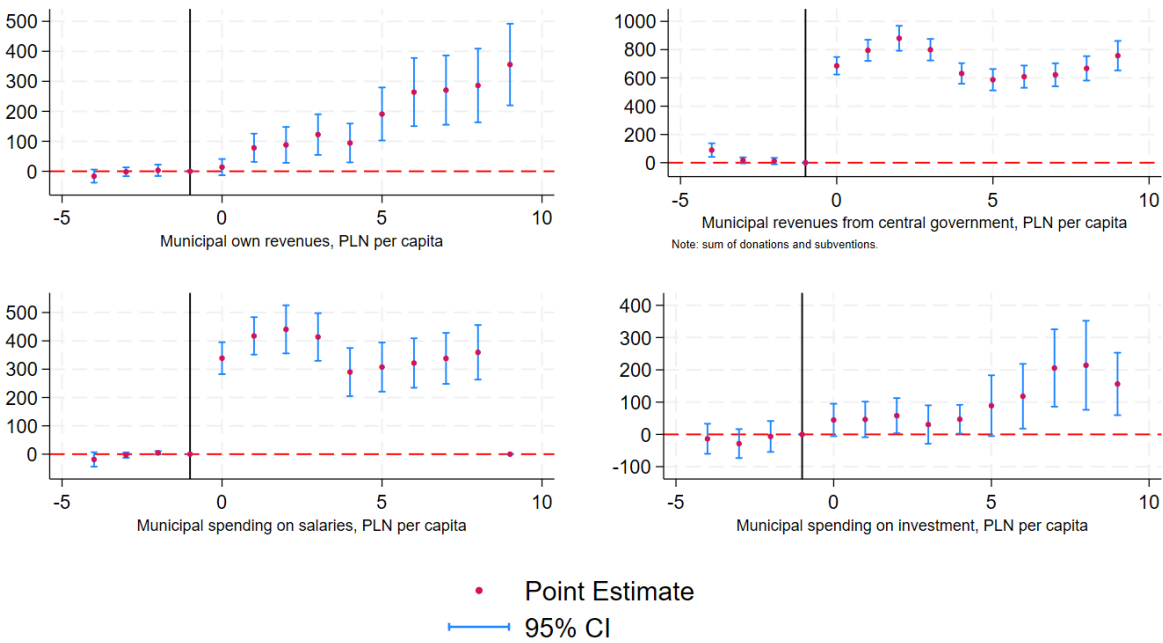 500
400
300
200
100
0
-5 0 5 10
Municipal own revenues, PLN per capita
1000
800
600
400
200
0
-5 0 5 10
Municipal revenues from central government, PLN per capita
Note: sum of donations and subventions.
500
400
300
200
100
0
-5 0 5 10
Municipal spending on salaries, PLN per capita
400
300
200
100
0
-100
-5 0 5 10
Municipal spending on investment, PLN per capita
Point Estimate
95% CI